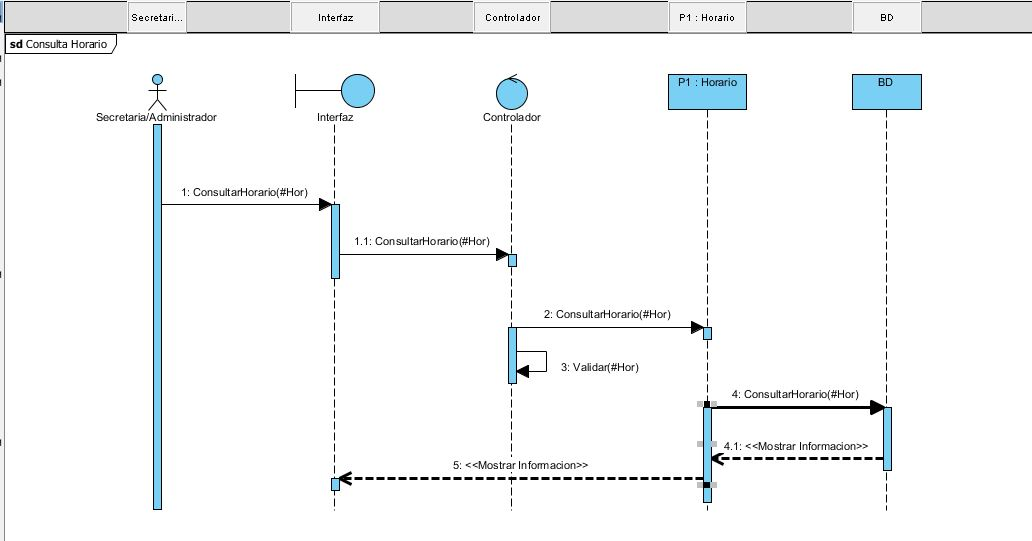 Secretari...
Interfaz
Controlador
P1 : Horario
BD
sd Consulta Horario
Secretaria/Administrador
Interfaz
Controlador
P1 : Horario
BD
1: ConsultarHorario(#Hor)
1.1: ConsultarHorario(#Hor)
2: ConsultarHorario(#Hor)
3: Validar(#Hor)
4: ConsultarHorario(#Hor)
4.1: <<Mostrar Informacion>>
5: <<Mostrar Informacion>>